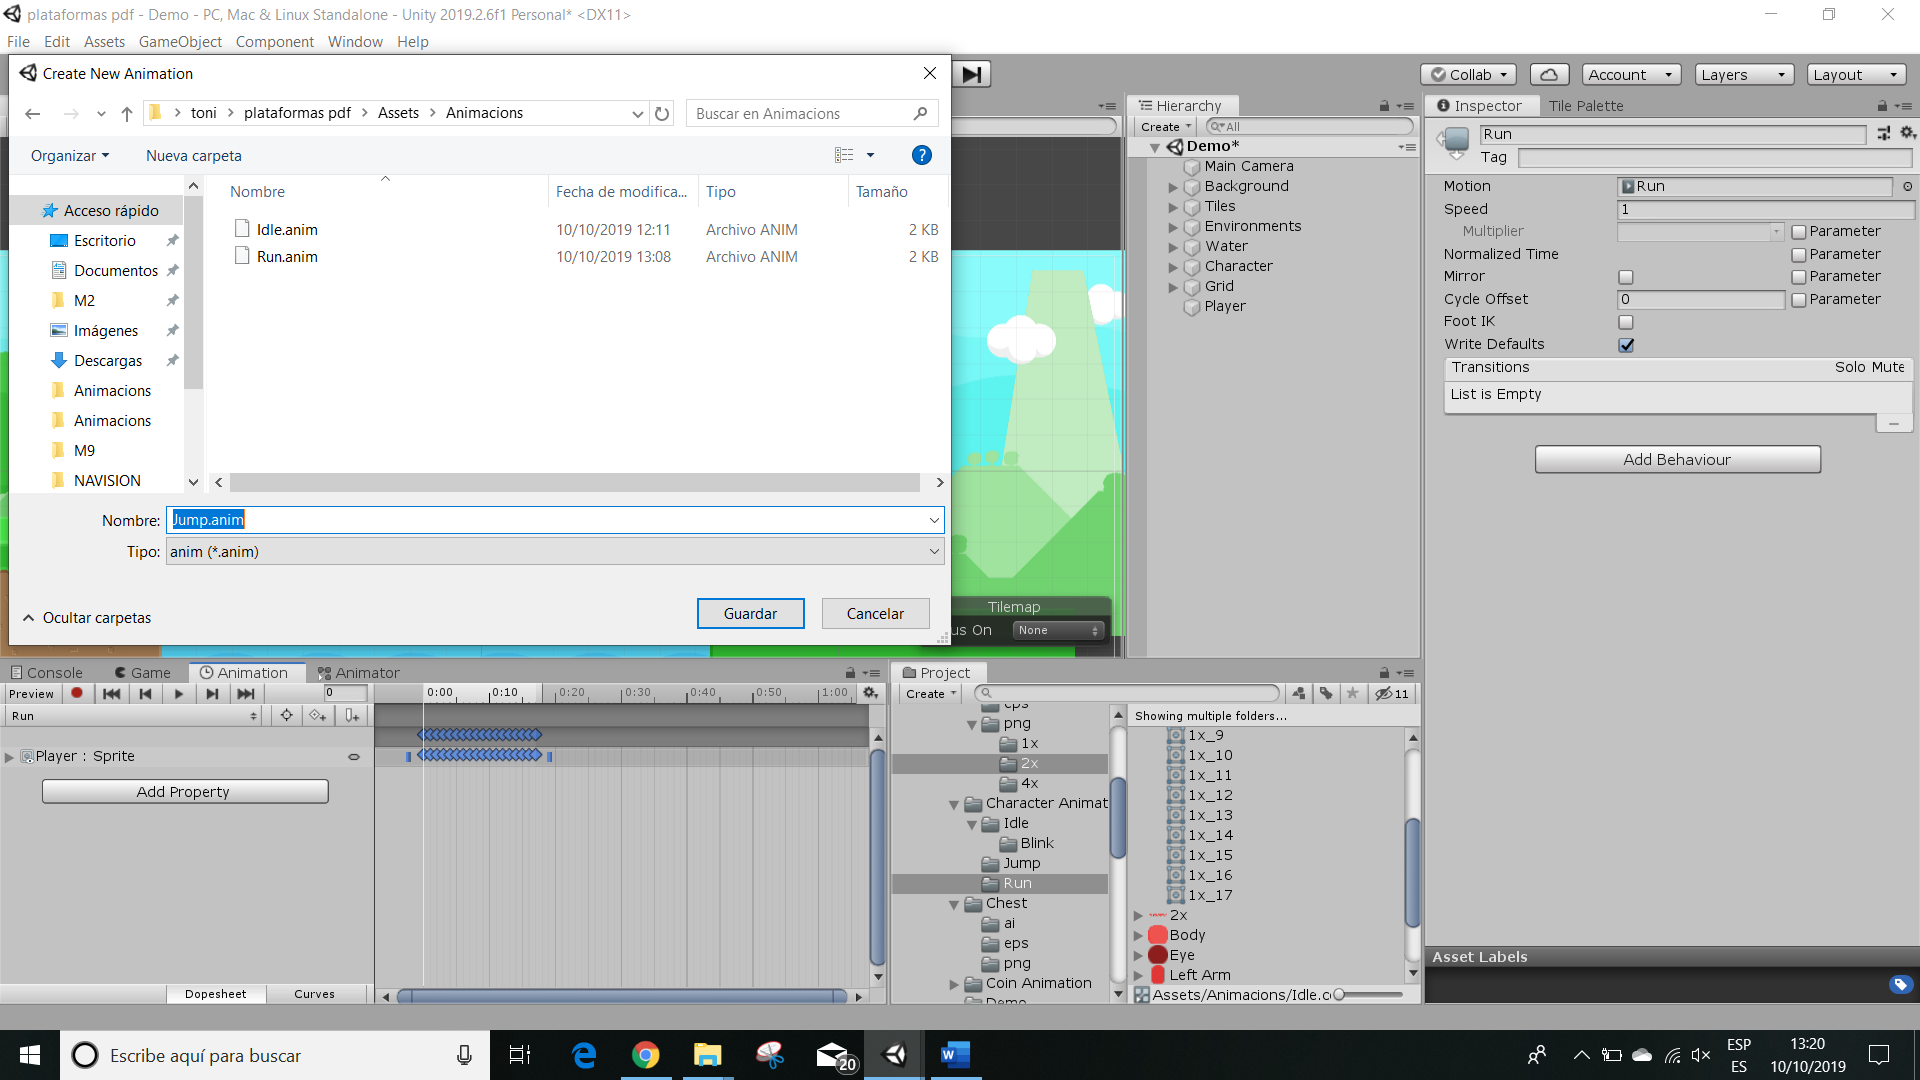 plataformas pdf - Demo - PC, Mac & Linux Standalone - Unity 2019.2.6f1 Personal* <DX11>
File Edit Assets GameObject Component Window Help
Create New Animation
toni plataformas pdf Assets Animacions
Buscar en Animacions
Organizar Nueva carpeta
Nombre Fecha de modifica... Tipo Tamaño
Acceso rápido
Escritorio
Documentos
M2
Imágenes
Descargas
Animacions
Animacions
M9
NAVISION
Idle.anim 10/10/2019 12:11 Archivo ANIM 2 KB
Run.anim 10/10/2019 13:08 Archivo ANIM 2 KB
Nombre: Jump.anim
Tipo: anim (*.anim)
Ocultar carpetas
Guardar Cancelar
Collab Account Layers Layout
Hierarchy
Create All
Demo*
Main Camera
Background
Tiles
Environments
Water
Character
Grid
Player
Tilemap
us On None
Inspector Tile Palette
Run
Tag
Motion Run
Speed 1
Multiplier Parameter
Normalized Time Parameter
Mirror Parameter
Cycle Offset 0 Parameter
Foot IK
Write Defaults
Transitions Solo Mute
List is Empty
Add Behaviour
Asset Labels
Console Game Animation Animator
Preview 0 0:00 0:10 0:20 0:30 0:40 0:50 1:00
Run
Player : Sprite
Add Property
Dopesheet Curves
Project
Create 11
eps
png
1x
2x
4x
Character Animat
Idle
Blink
Jump
Run
Chest
ai
eps
png
Coin Animation
Demo
Showing multiple folders...
1x_9
1x_10
1x_11
1x_12
1x_13
1x_14
1x_15
1x_16
1x_17
2x
Body
Eye
Left Arm
Assets/Animacions/Idle.co
Escribe aquí para buscar
20
ESP
ES
13:20
10/10/2019